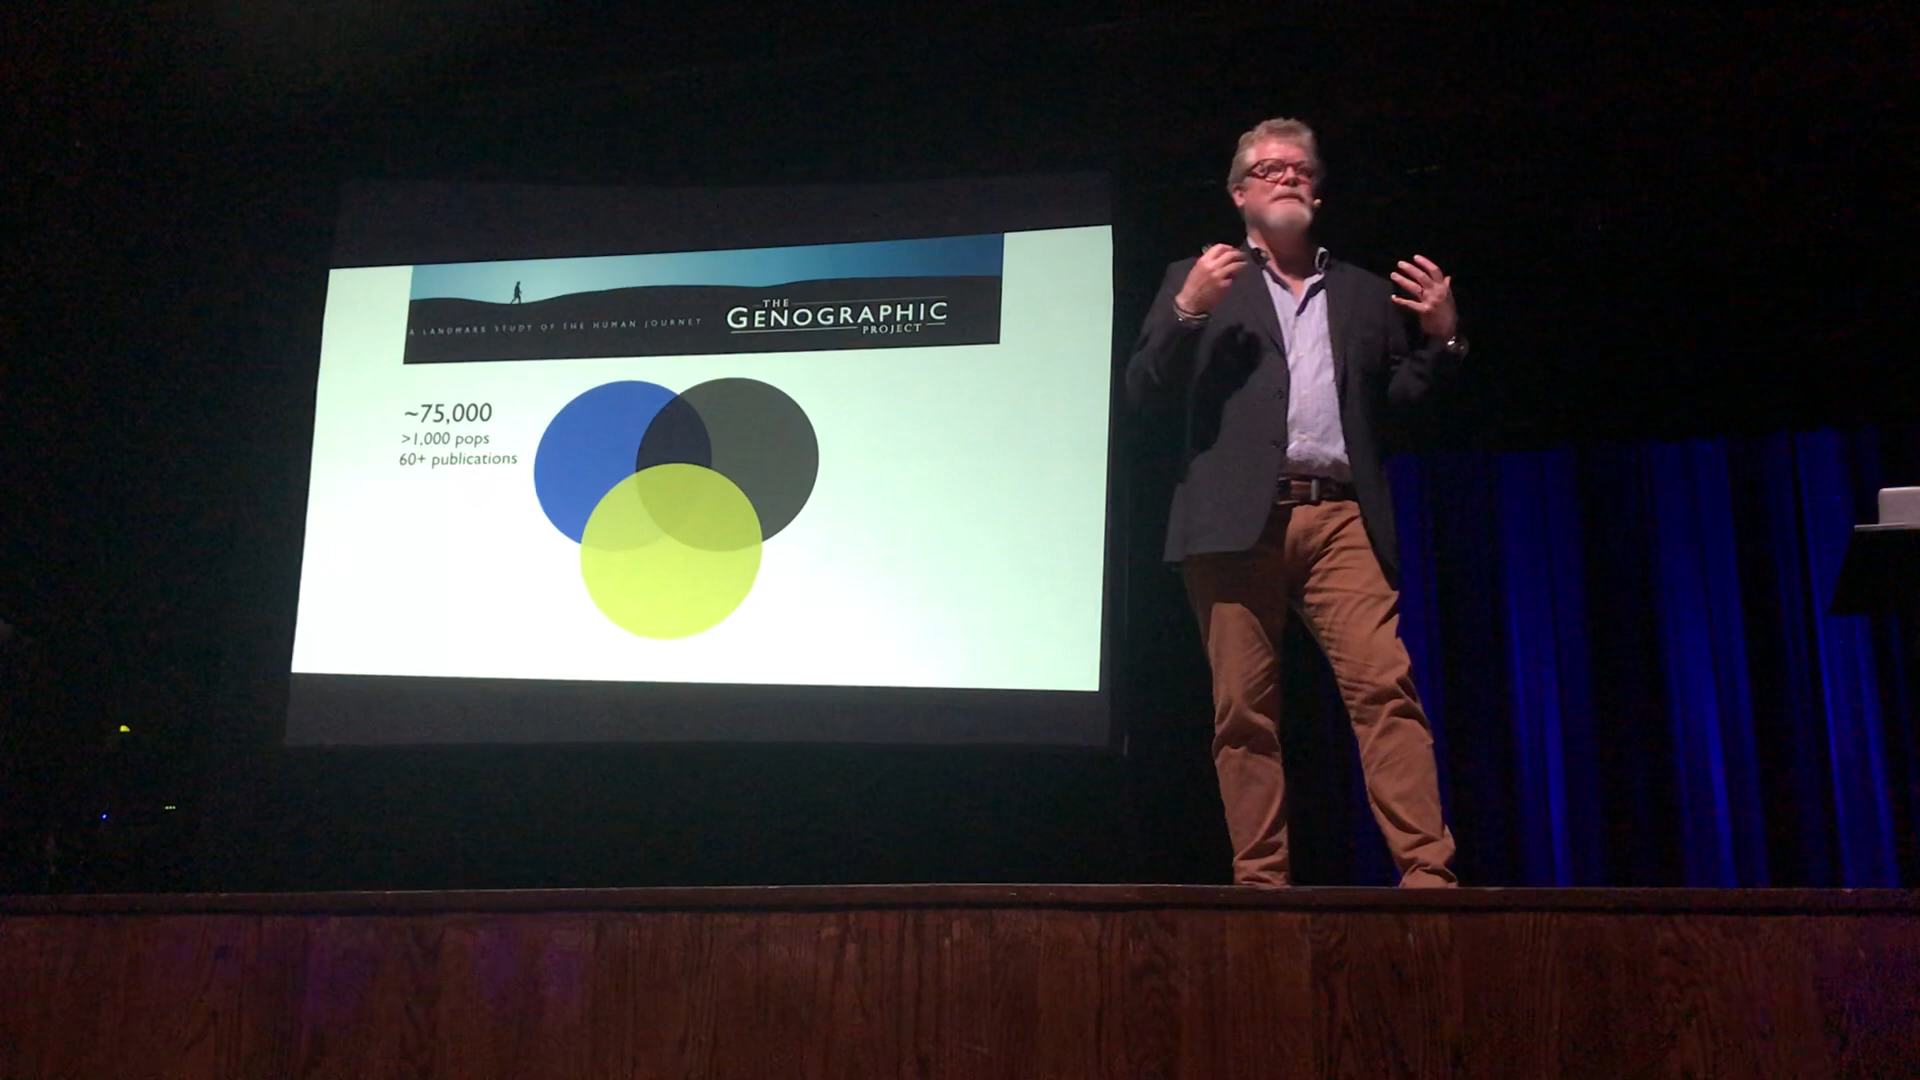 A LANDMARK STUDY OF THE HUMAN JOURNEY
THE
GENOGRAPHIC
PROJECT
~75,000
>1,000 pops
60+ publications